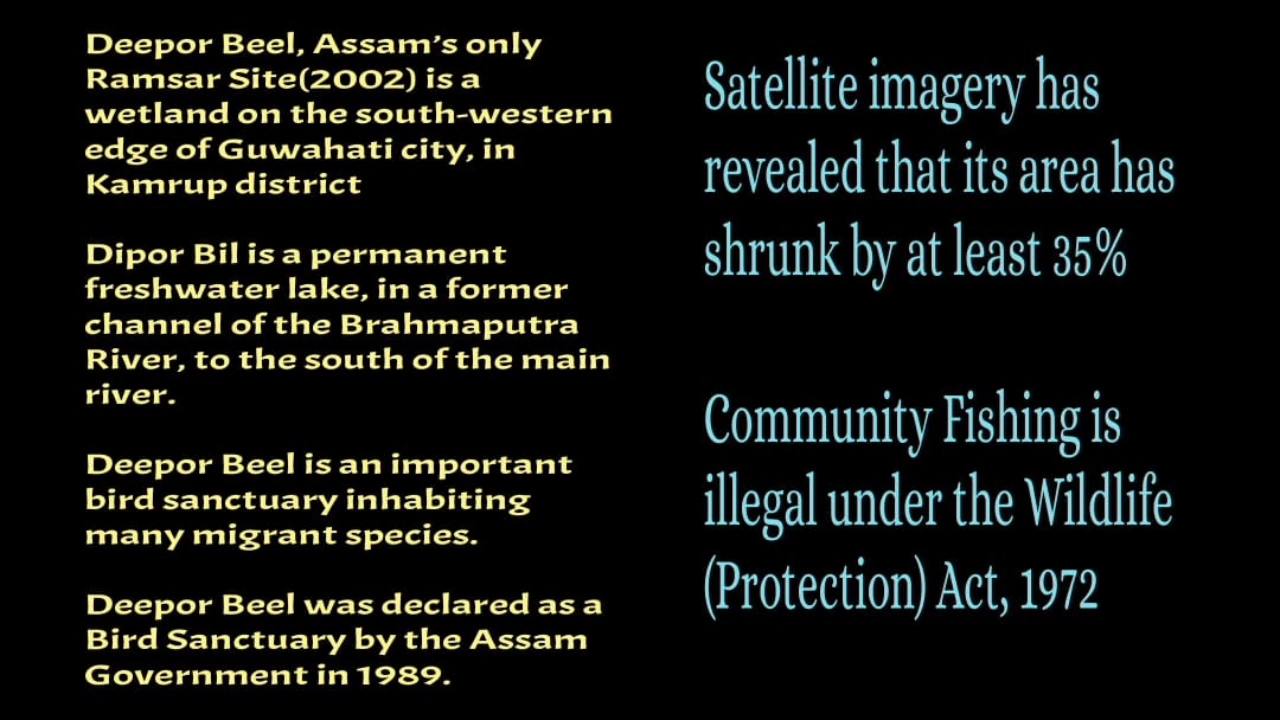 Deepor Beel, Assam’s only
Ramsar Site(2002) is a
wetland on the south-western
edge of Guwahati city, in
Kamrup district
Dipor Bil is a permanent
freshwater lake, in a former
channel of the Brahmaputra
River, to the south of the main
river.
Deepor Beel is an important
bird sanctuary inhabiting
many migrant species.
Deepor Beel was declared as a
Bird Sanctuary by the Assam
Government in 1989.
Satellite imagery has
revealed that its area has
shrunk by at least 35%
Community Fishing is
illegal under the Wildlife
(Protection) Act, 1972